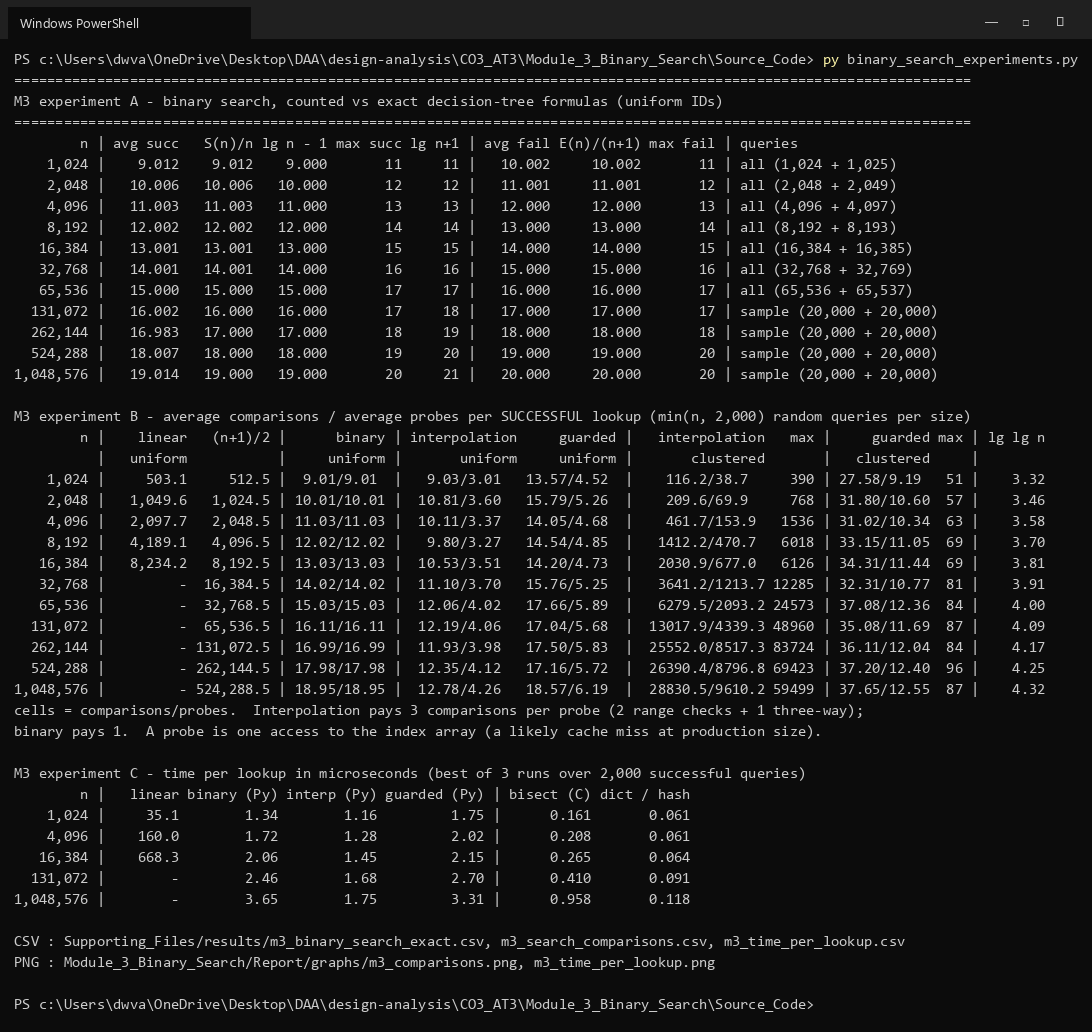 Windows PowerShell
PS c:\Users\dwva\OneDrive\Desktop\DAA\design-analysis\CO3_AT3\Module_3_Binary_Search\Source_Code> py binary_search_experiments.py
====================================================================================================================
M3 experiment A - binary search, counted vs exact decision-tree formulas (uniform IDs)
====================================================================================================================
        n | avg succ   S(n)/n lg n - 1 max succ lg n+1 | avg fail E(n)/(n+1) max fail | queries
    1,024 |    9.012    9.012    9.000       11     11 |   10.002     10.002       11 | all (1,024 + 1,025)
    2,048 |   10.006   10.006   10.000       12     12 |   11.001     11.001       12 | all (2,048 + 2,049)
    4,096 |   11.003   11.003   11.000       13     13 |   12.000     12.000       13 | all (4,096 + 4,097)
    8,192 |   12.002   12.002   12.000       14     14 |   13.000     13.000       14 | all (8,192 + 8,193)
   16,384 |   13.001   13.001   13.000       15     15 |   14.000     14.000       15 | all (16,384 + 16,385)
   32,768 |   14.001   14.001   14.000       16     16 |   15.000     15.000       16 | all (32,768 + 32,769)
   65,536 |   15.000   15.000   15.000       17     17 |   16.000     16.000       17 | all (65,536 + 65,537)
  131,072 |   16.002   16.000   16.000       17     18 |   17.000     17.000       17 | sample (20,000 + 20,000)
  262,144 |   16.983   17.000   17.000       18     19 |   18.000     18.000       18 | sample (20,000 + 20,000)
  524,288 |   18.007   18.000   18.000       19     20 |   19.000     19.000       20 | sample (20,000 + 20,000)
1,048,576 |   19.014   19.000   19.000       20     21 |   20.000     20.000       20 | sample (20,000 + 20,000)
M3 experiment B - average comparisons / average probes per SUCCESSFUL lookup (min(n, 2,000) random queries per size)
        n |    linear   (n+1)/2 |      binary | interpolation     guarded |   interpolation   max |     guarded max | lg lg n
          |   uniform           |     uniform |       uniform     uniform |       clustered       |   clustered     |
    1,024 |     503.1     512.5 |   9.01/9.01 |     9.03/3.01  13.57/4.52 |      116.2/38.7   390 | 27.58/9.19   51 |    3.32
    2,048 |   1,049.6   1,024.5 | 10.01/10.01 |    10.81/3.60  15.79/5.26 |      209.6/69.9   768 | 31.80/10.60  57 |    3.46
    4,096 |   2,097.7   2,048.5 | 11.03/11.03 |    10.11/3.37  14.05/4.68 |     461.7/153.9  1536 | 31.02/10.34  63 |    3.58
    8,192 |   4,189.1   4,096.5 | 12.02/12.02 |     9.80/3.27  14.54/4.85 |    1412.2/470.7  6018 | 33.15/11.05  69 |    3.70
   16,384 |   8,234.2   8,192.5 | 13.03/13.03 |    10.53/3.51  14.20/4.73 |    2030.9/677.0  6126 | 34.31/11.44  69 |    3.81
   32,768 |         -  16,384.5 | 14.02/14.02 |    11.10/3.70  15.76/5.25 |   3641.2/1213.7 12285 | 32.31/10.77  81 |    3.91
   65,536 |         -  32,768.5 | 15.03/15.03 |    12.06/4.02  17.66/5.89 |   6279.5/2093.2 24573 | 37.08/12.36  84 |    4.00
  131,072 |         -  65,536.5 | 16.11/16.11 |    12.19/4.06  17.04/5.68 |  13017.9/4339.3 48960 | 35.08/11.69  87 |    4.09
  262,144 |         - 131,072.5 | 16.99/16.99 |    11.93/3.98  17.50/5.83 |  25552.0/8517.3 83724 | 36.11/12.04  84 |    4.17
  524,288 |         - 262,144.5 | 17.98/17.98 |    12.35/4.12  17.16/5.72 |  26390.4/8796.8 69423 | 37.20/12.40  96 |    4.25
1,048,576 |         - 524,288.5 | 18.95/18.95 |    12.78/4.26  18.57/6.19 |  28830.5/9610.2 59499 | 37.65/12.55  87 |    4.32
cells = comparisons/probes.  Interpolation pays 3 comparisons per probe (2 range checks + 1 three-way);
binary pays 1.  A probe is one access to the index array (a likely cache miss at production size).
M3 experiment C - time per lookup in microseconds (best of 3 runs over 2,000 successful queries)
        n |   linear binary (Py) interp (Py) guarded (Py) | bisect (C) dict / hash
    1,024 |     35.1        1.34        1.16         1.75 |      0.161       0.061
    4,096 |    160.0        1.72        1.28         2.02 |      0.208       0.061
   16,384 |    668.3        2.06        1.45         2.15 |      0.265       0.064
  131,072 |        -        2.46        1.68         2.70 |      0.410       0.091
1,048,576 |        -        3.65        1.75         3.31 |      0.958       0.118
CSV : Supporting_Files/results/m3_binary_search_exact.csv, m3_search_comparisons.csv, m3_time_per_lookup.csv
PNG : Module_3_Binary_Search/Report/graphs/m3_comparisons.png, m3_time_per_lookup.png
PS c:\Users\dwva\OneDrive\Desktop\DAA\design-analysis\CO3_AT3\Module_3_Binary_Search\Source_Code>